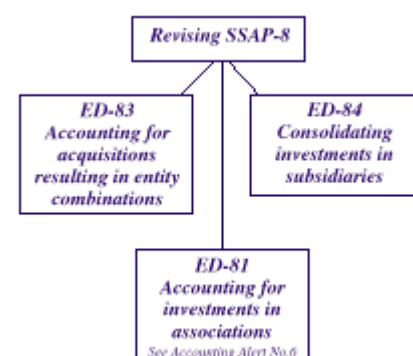 Revising SSAP-8
ED-83
Accounting for
acquisitions
resulting in entity
combinations
ED-84
Consolidating
investments in
subsidiaries
ED-81
Accounting for
investments in
associations
See Accounting Alert No.6